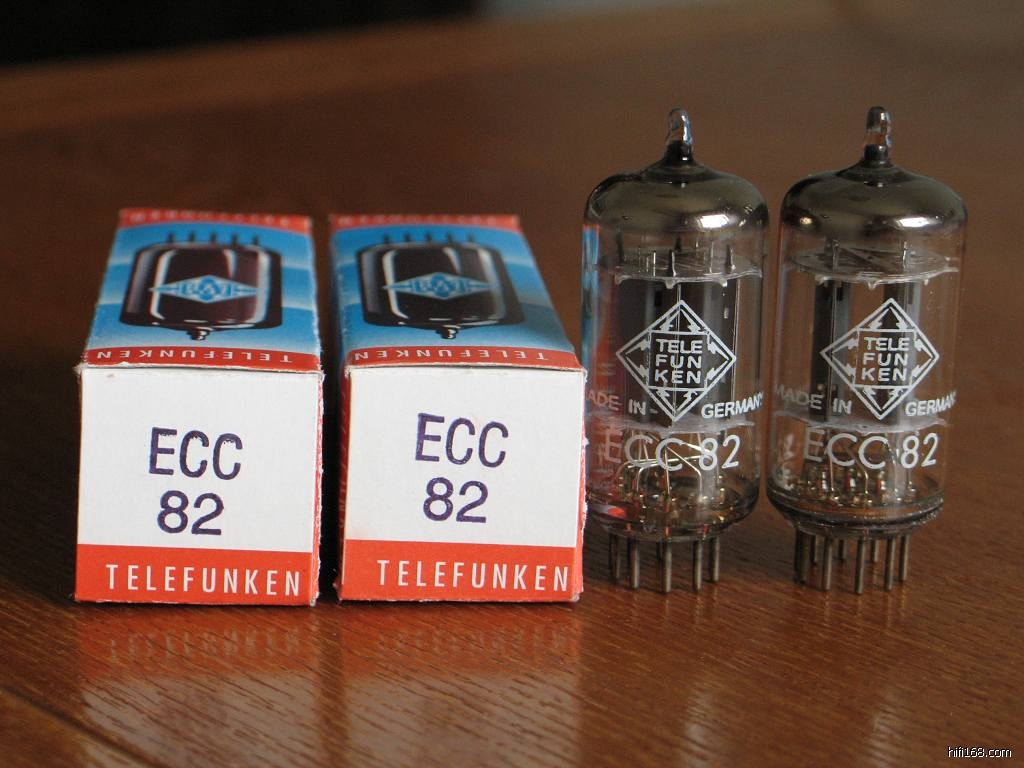 TELEFUNKEN
ECC
82
TELEFUNKEN
TELEFUNKEN
ECC
82
TELEFUNKEN
TELE
FUN
KEN
MADE IN GERMANY
ECC 82
TELE
FUN
KEN
MADE IN GERMANY
ECC 82
hifi168.com